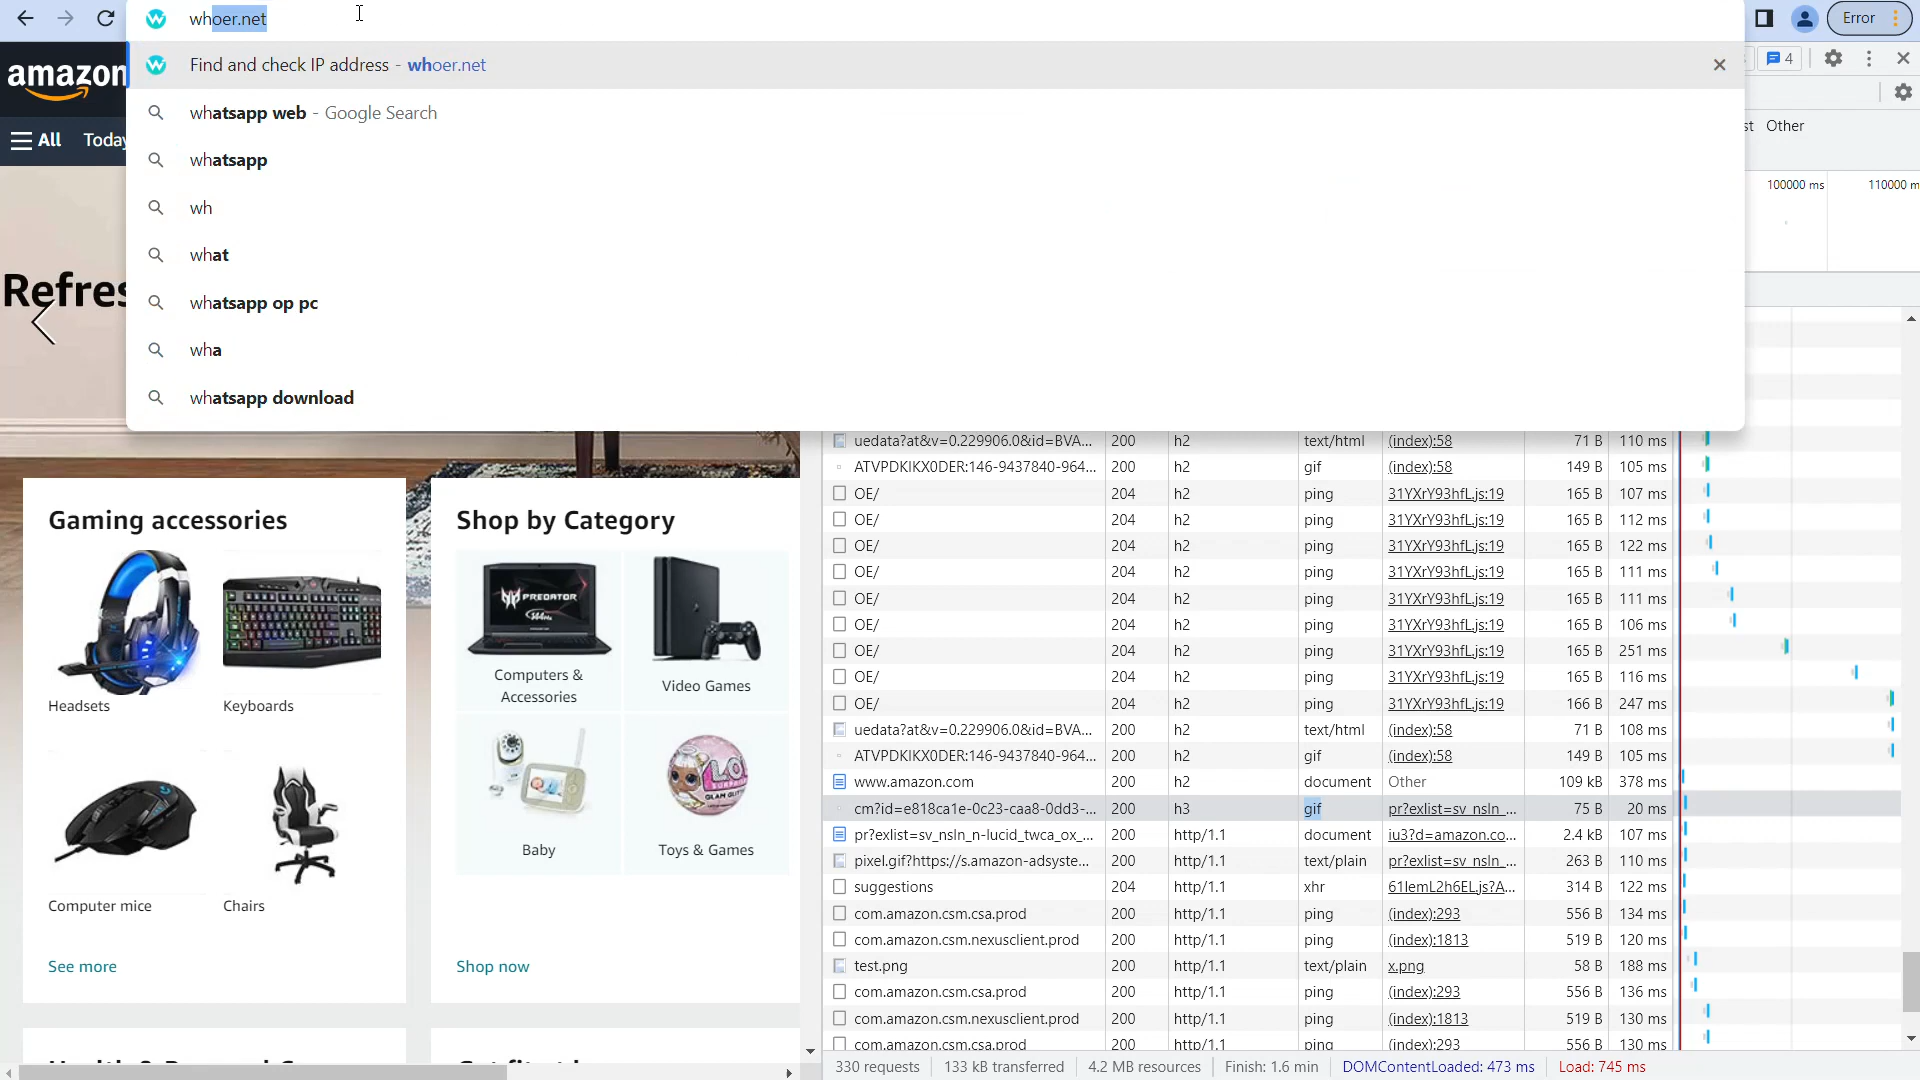 whoer.net
Error
Find and check IP address - whoer.net
whatsapp web - Google Search
whatsapp
wh
what
whatsapp op pc
wha
whatsapp download
amazon
All Today
4
st Other
100000 ms 110000 m
Refres
uedata?at&v=0.229906.0&id=BVA... 200 h2 text/html (index):58 71 B 110 ms
ATVPDKIKX0DER:146-9437840-964... 200 h2 gif (index):58 149 B 105 ms
OE/ 204 h2 ping 31YXrY93hfL.js:19 165 B 107 ms
OE/ 204 h2 ping 31YXrY93hfL.js:19 165 B 112 ms
OE/ 204 h2 ping 31YXrY93hfL.js:19 165 B 122 ms
OE/ 204 h2 ping 31YXrY93hfL.js:19 165 B 111 ms
OE/ 204 h2 ping 31YXrY93hfL.js:19 165 B 111 ms
OE/ 204 h2 ping 31YXrY93hfL.js:19 165 B 106 ms
OE/ 204 h2 ping 31YXrY93hfL.js:19 165 B 251 ms
OE/ 204 h2 ping 31YXrY93hfL.js:19 165 B 116 ms
OE/ 204 h2 ping 31YXrY93hfL.js:19 166 B 247 ms
uedata?at&v=0.229906.0&id=BVA... 200 h2 text/html (index):58 71 B 108 ms
ATVPDKIKX0DER:146-9437840-964... 200 h2 gif (index):58 149 B 105 ms
www.amazon.com 200 h2 document Other 109 kB 378 ms
cm?id=e818ca1e-0c23-caa8-0dd3-... 200 h3 gif pr?exlist=sv_nsln_... 75 B 20 ms
pr?exlist=sv_nsln_n-lucid_twca_ox_... 200 http/1.1 document iu3?d=amazon.co... 2.4 kB 107 ms
pixel.gif?https://s.amazon-adsyste... 200 http/1.1 text/plain pr?exlist=sv_nsln_... 263 B 110 ms
suggestions 204 http/1.1 xhr 61lemL2h6EL.js?A... 314 B 122 ms
com.amazon.csm.csa.prod 200 http/1.1 ping (index):293 556 B 134 ms
com.amazon.csm.nexusclient.prod 200 http/1.1 ping (index):1813 519 B 120 ms
test.png 200 http/1.1 text/plain x.png 58 B 188 ms
com.amazon.csm.csa.prod 200 http/1.1 ping (index):293 556 B 136 ms
com.amazon.csm.nexusclient.prod 200 http/1.1 ping (index):1813 519 B 130 ms
com.amazon.csm.csa.prod 200 http/1.1 ping (index):293 556 B 130 ms
330 requests 133 kB transferred 4.2 MB resources Finish: 1.6 min DOMContentLoaded: 473 ms Load: 745 ms
Gaming accessories
Headsets
Keyboards
Computer mice
Chairs
See more
Shop by Category
PREDATOR
Computers &
Accessories
Video Games
Baby
Toys & Games
Shop now